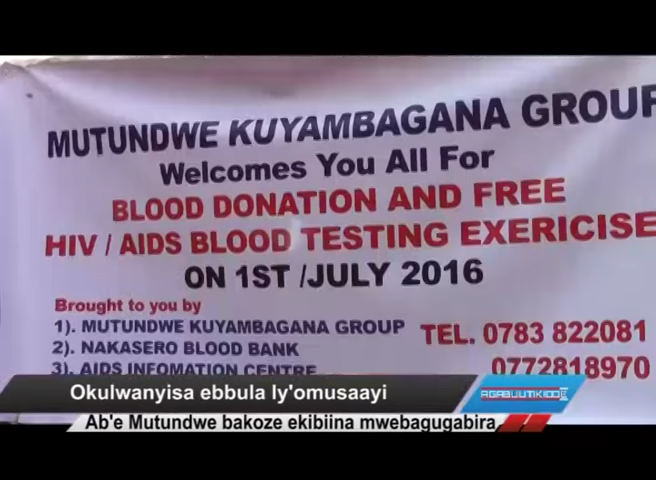 MUTUNDWE KUYAMBAGANA GROUP
Welcomes You All For
BLOOD DONATION AND FREE
HIV / AIDS BLOOD TESTING EXERICISE
ON 1ST /JULY 2016
Brought to you by
1). MUTUNDWE KUYAMBAGANA GROUP
2). NAKASERO BLOOD BANK
3). AIDS INFOMATION CENTRE
TEL. 0783 822081
0772818970
Okulwanyisa ebbula ly'omusaayi
AGABUUTIKIDDE
Ab'e Mutundwe bakoze ekibiina mwebagugabira